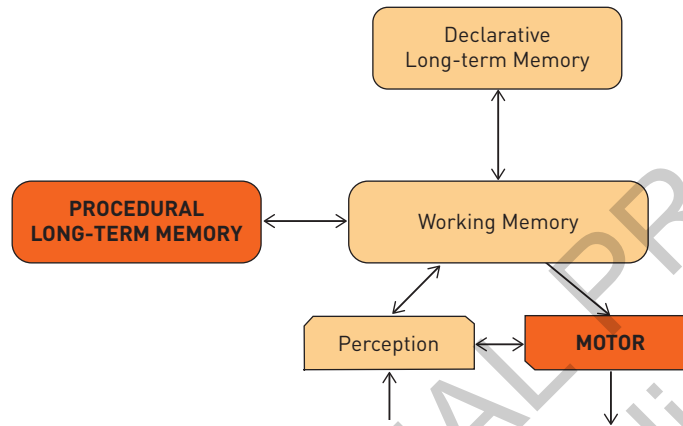 Declarative
Long-term Memory
PROCEDURAL
LONG-TERM MEMORY
Working Memory
Perception
MOTOR